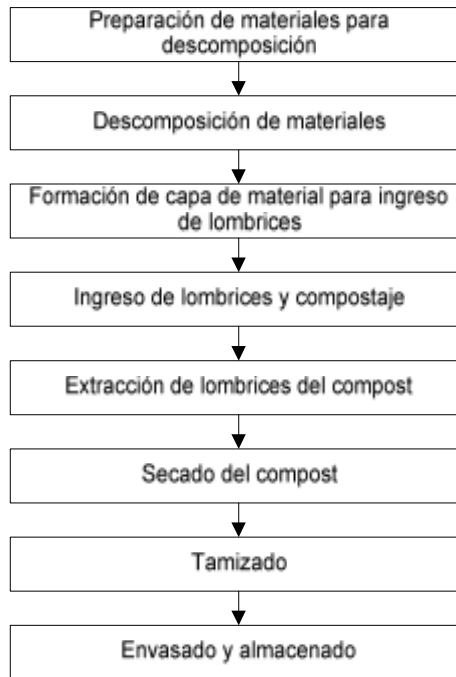 Preparación de materiales para
descomposición
Descomposición de materiales
Formación de capa de material para ingreso
de lombrices
Ingreso de lombrices y compostaje
Extracción de lombrices del compost
Secado del compost
Tamizado
Envasado y almacenado